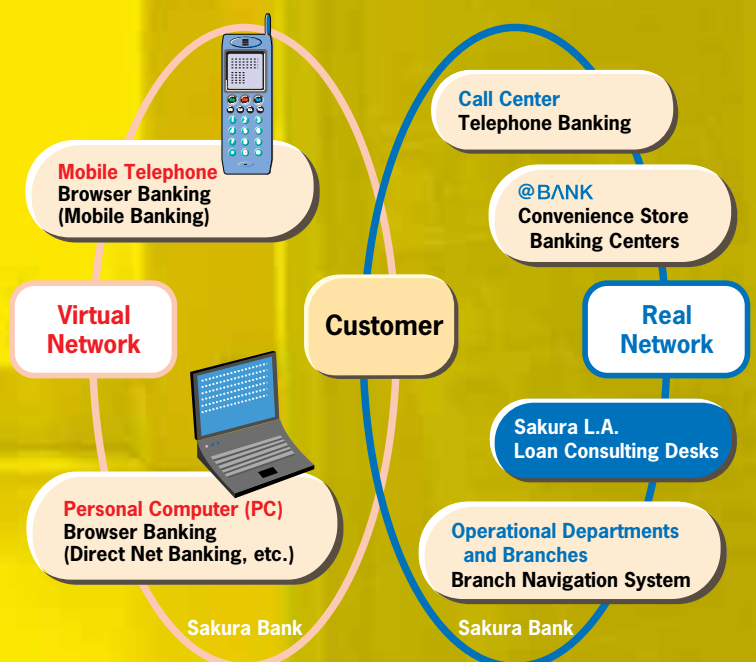 Mobile Telephone
Browser Banking
(Mobile Banking)
Virtual
Network
Personal Computer (PC)
Browser Banking
(Direct Net Banking, etc.)
Sakura Bank
Customer
Call Center
Telephone Banking
@BANK
Convenience Store
Banking Centers
Real
Network
Sakura L.A.
Loan Consulting Desks
Operational Departments
and Branches
Branch Navigation System
Sakura Bank